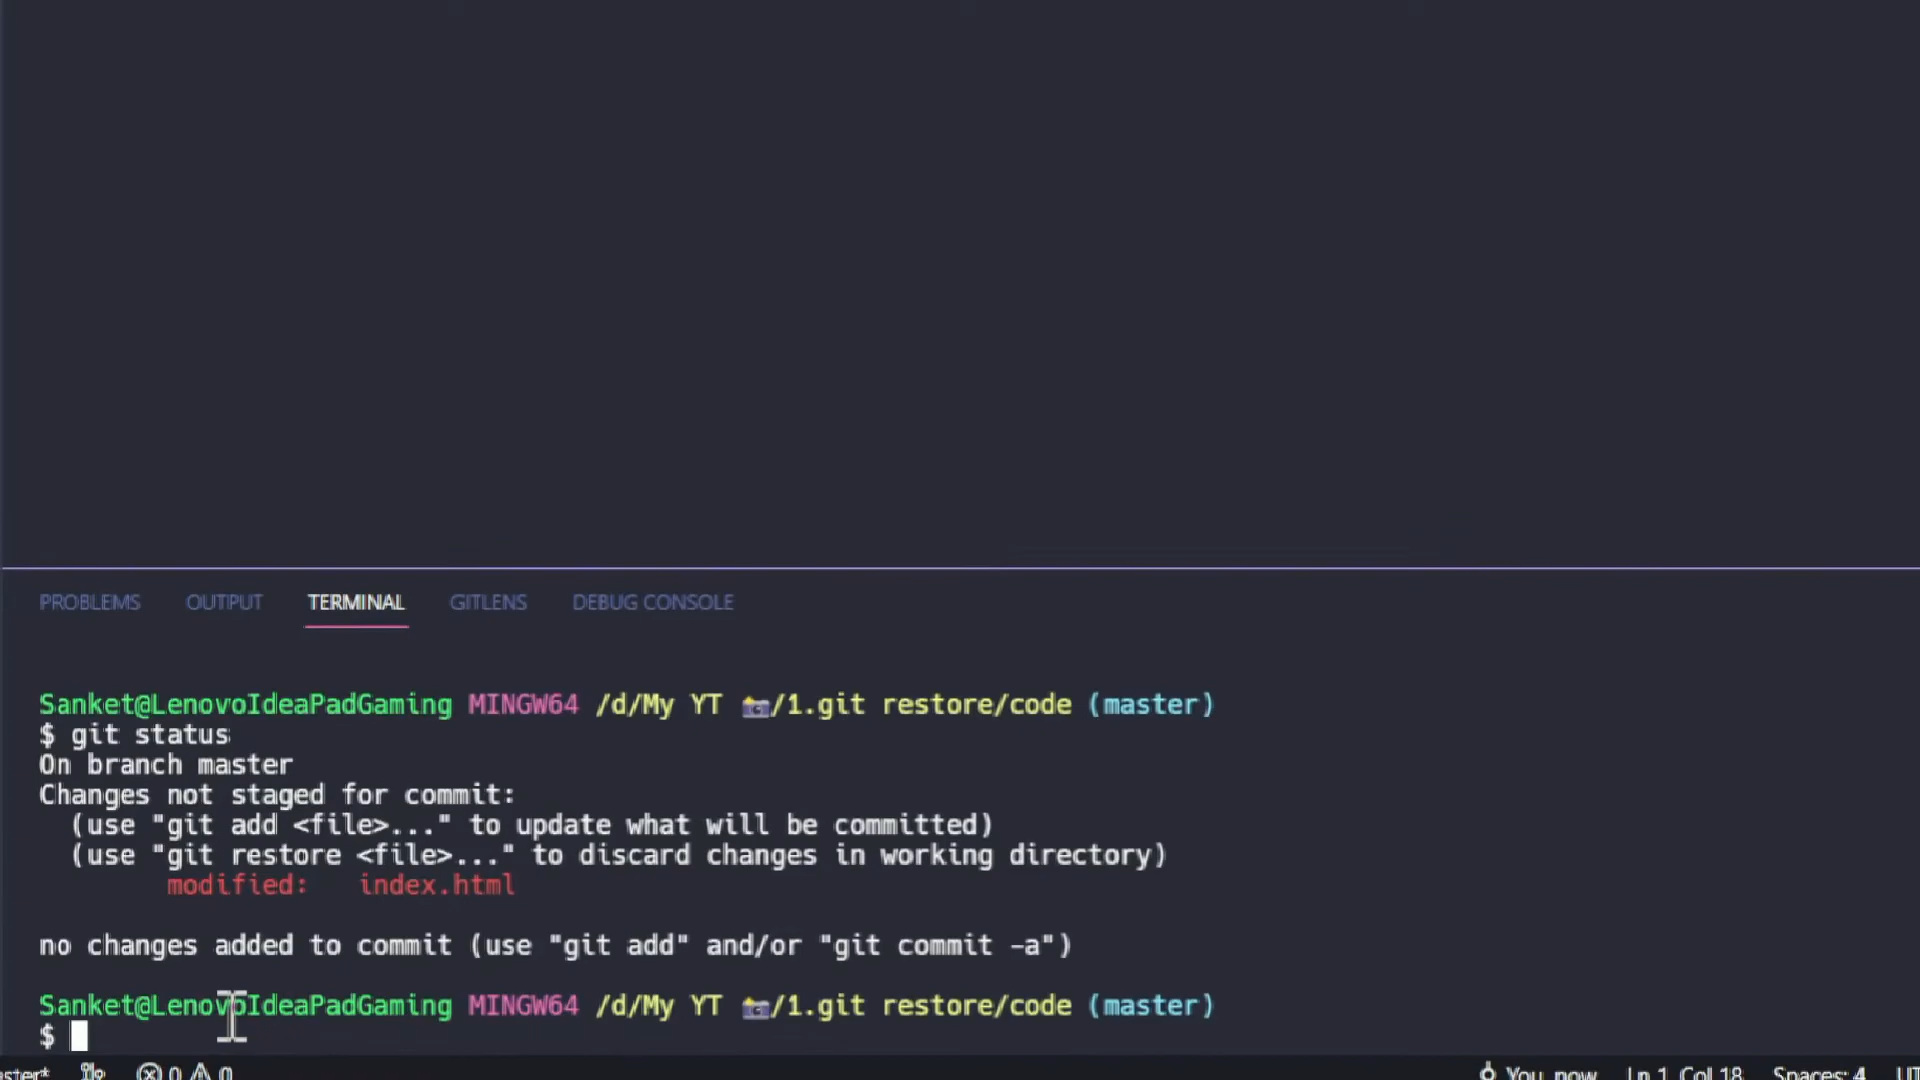 PROBLEMS OUTPUT TERMINAL GITLENS DEBUG CONSOLE
Sanket@LenovoIdeaPadGaming MINGW64 /d/My YT 📸/1.git restore/code (master)
$ git status
On branch master
Changes not staged for commit:
  (use "git add <file>..." to update what will be committed)
  (use "git restore <file>..." to discard changes in working directory)
        modified:   index.html
no changes added to commit (use "git add" and/or "git commit -a")
Sanket@LenovoIdeaPadGaming MINGW64 /d/My YT 📸/1.git restore/code (master)
$
0 0 You, now Ln 1, Col 18 Spaces: 4